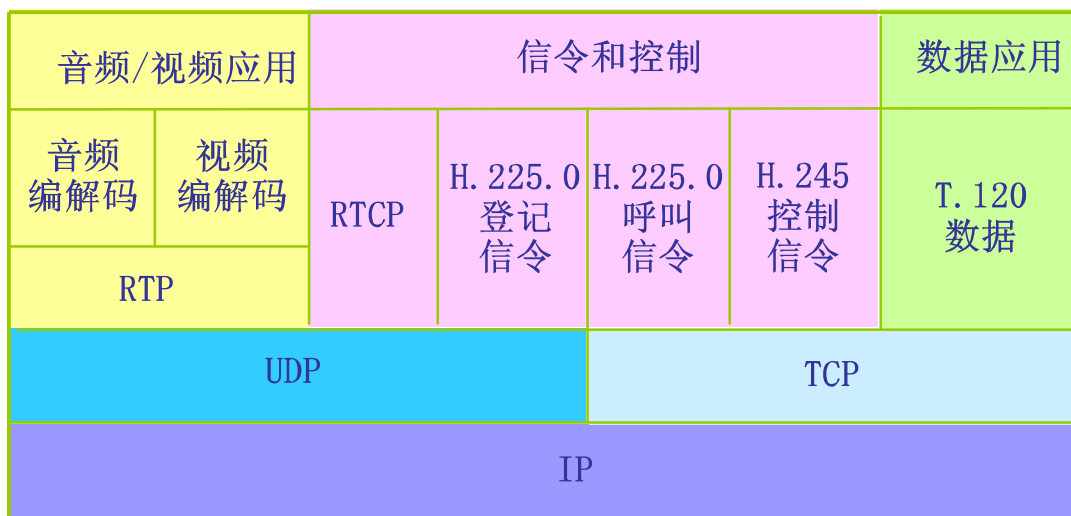 音频/视频应用
信令和控制
数据应用
音频
编解码
视频
编解码
RTP
RTCP
H.225.0
登记
信令
H.225.0
呼叫
信令
H.245
控制
信令
T.120
数据
UDP
TCP
IP